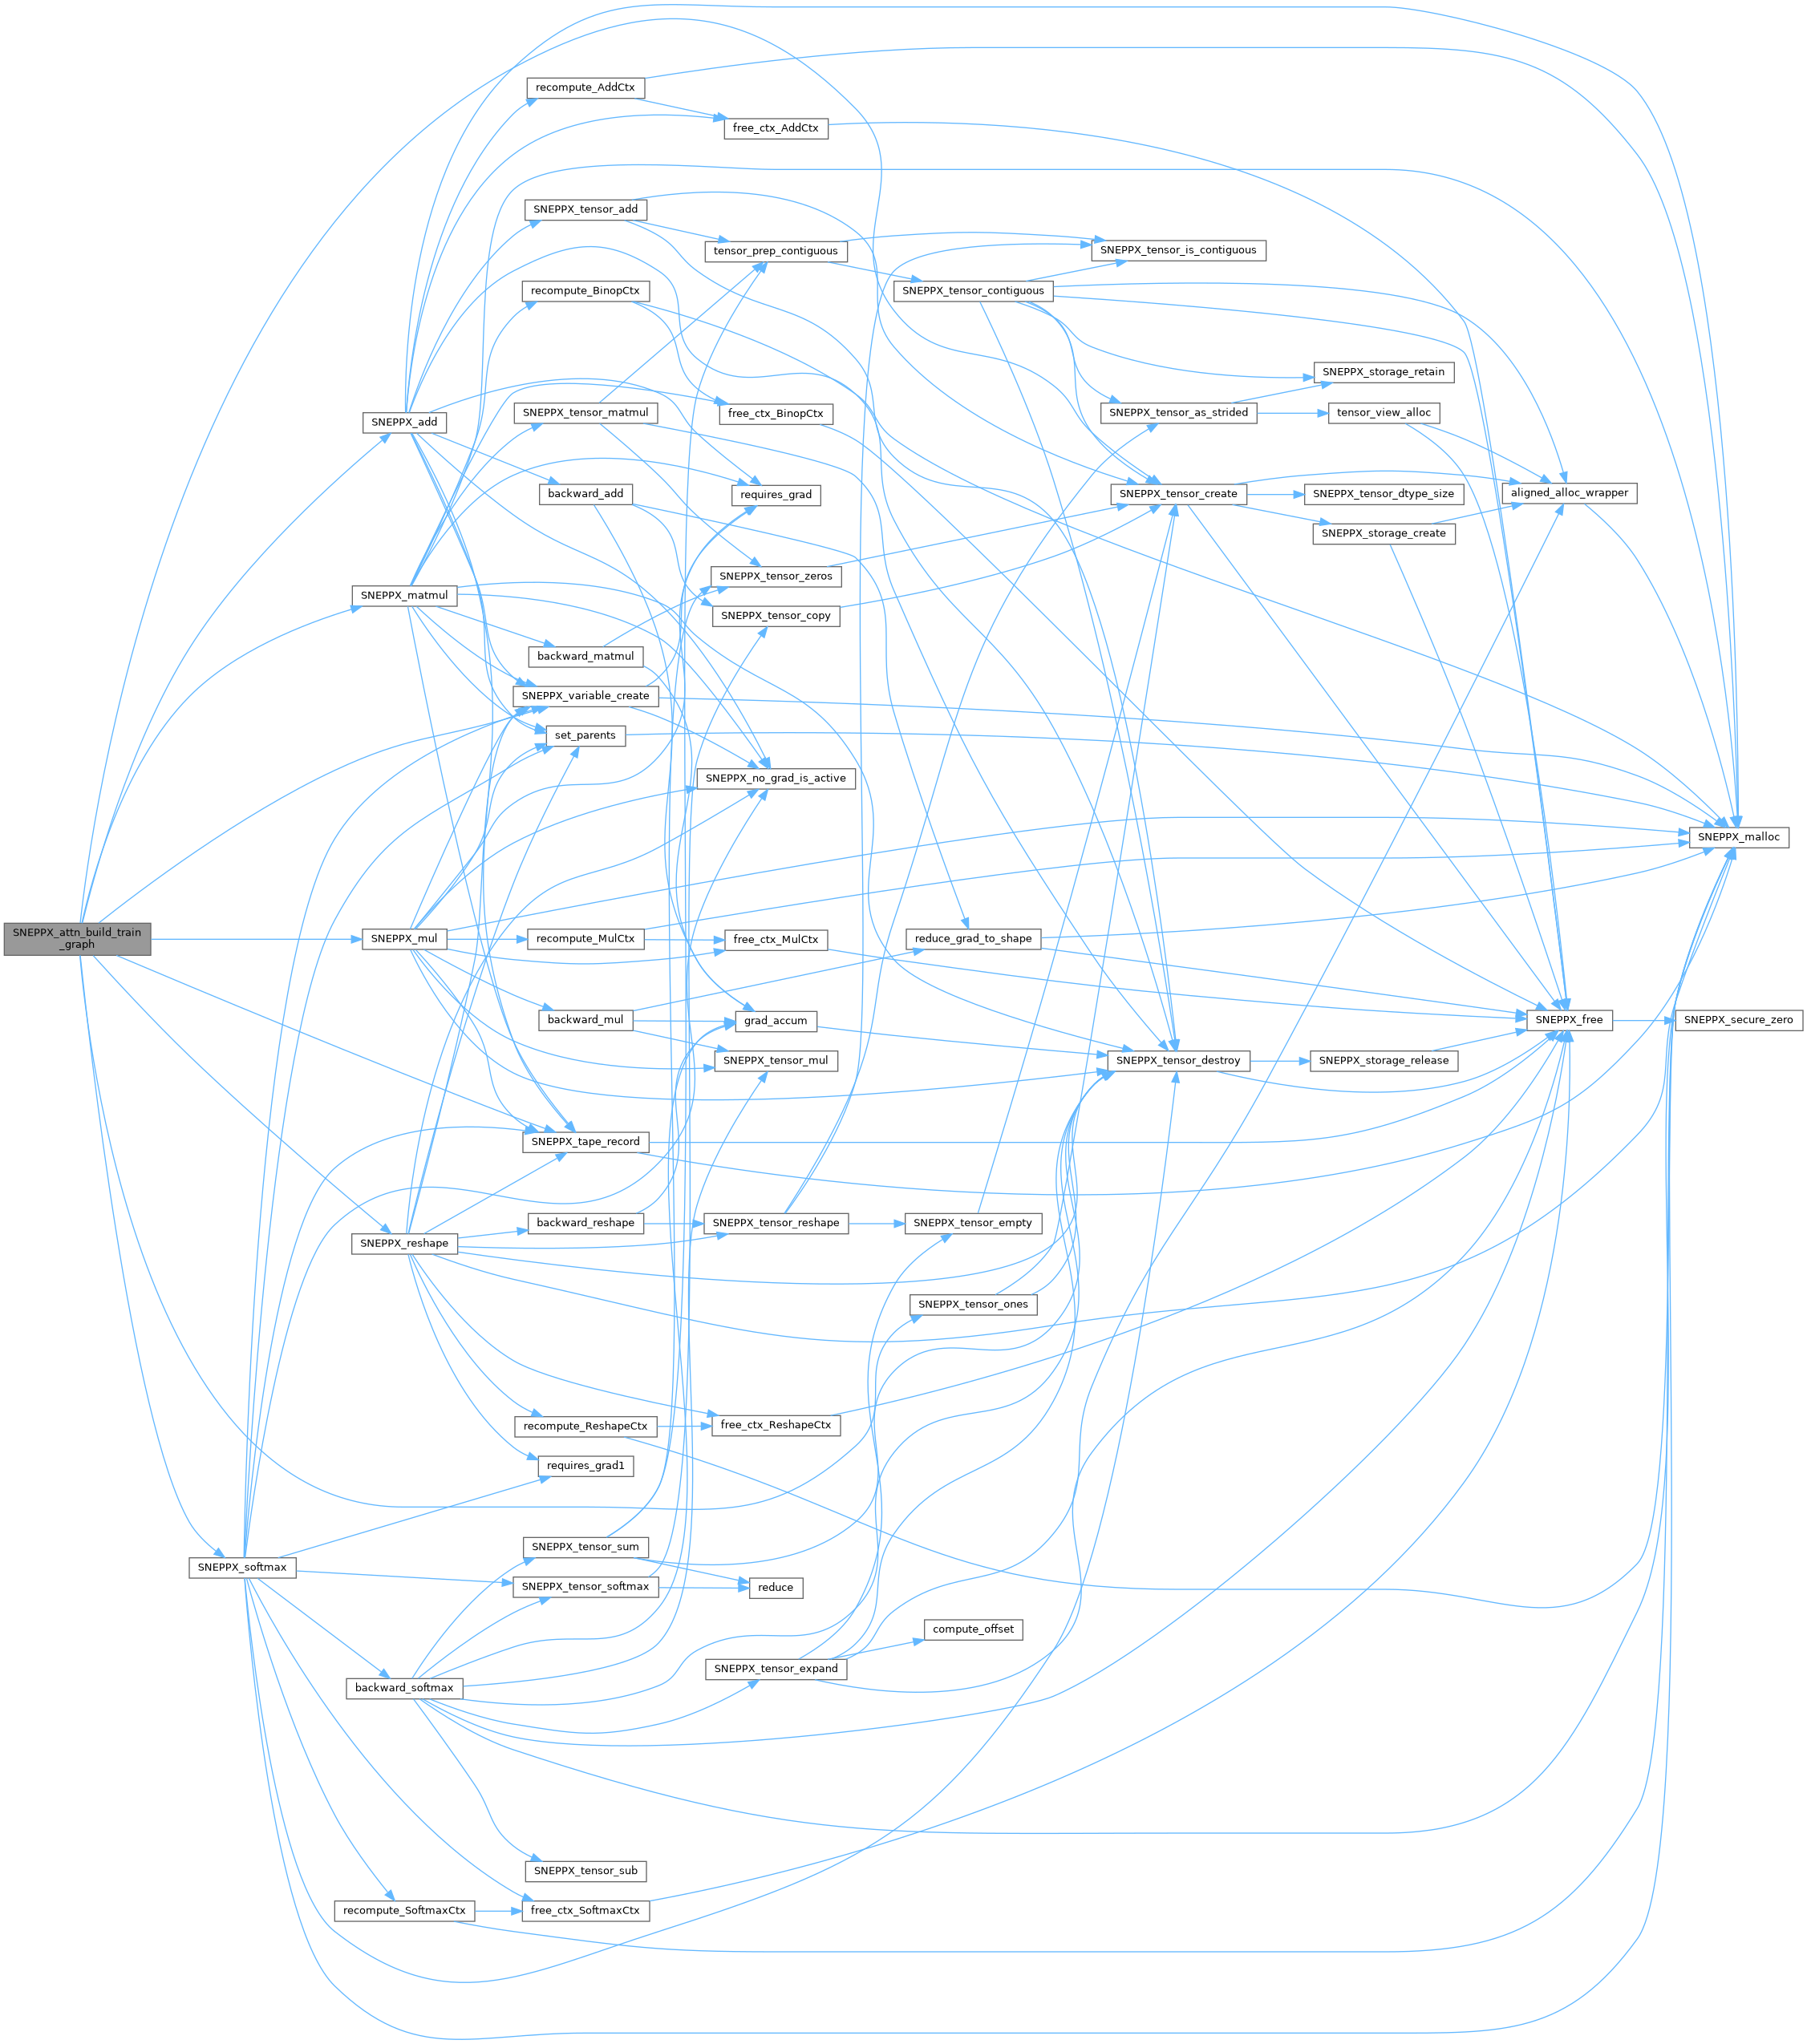 recompute_AddCtx
free_ctx_AddCtx
SNEPPX_tensor_add
tensor_prep_contiguous
SNEPPX_tensor_is_contiguous
recompute_BinopCtx
SNEPPX_tensor_contiguous
SNEPPX_storage_retain
SNEPPX_add
SNEPPX_tensor_matmul
free_ctx_BinopCtx
SNEPPX_tensor_as_strided
tensor_view_alloc
backward_add
requires_grad
SNEPPX_tensor_create
SNEPPX_tensor_dtype_size
aligned_alloc_wrapper
SNEPPX_storage_create
SNEPPX_tensor_zeros
SNEPPX_matmul
SNEPPX_tensor_copy
backward_matmul
SNEPPX_variable_create
set_parents
SNEPPX_no_grad_is_active
SNEPPX_malloc
SNEPPX_attn_build_train
_graph
SNEPPX_mul
recompute_MulCtx
free_ctx_MulCtx
reduce_grad_to_shape
backward_mul
grad_accum
SNEPPX_free
SNEPPX_secure_zero
SNEPPX_tensor_mul
SNEPPX_tensor_destroy
SNEPPX_storage_release
SNEPPX_tape_record
backward_reshape
SNEPPX_tensor_reshape
SNEPPX_tensor_empty
SNEPPX_reshape
SNEPPX_tensor_ones
recompute_ReshapeCtx
free_ctx_ReshapeCtx
requires_grad1
SNEPPX_tensor_sum
SNEPPX_softmax
SNEPPX_tensor_softmax
reduce
compute_offset
backward_softmax
SNEPPX_tensor_expand
SNEPPX_tensor_sub
recompute_SoftmaxCtx
free_ctx_SoftmaxCtx